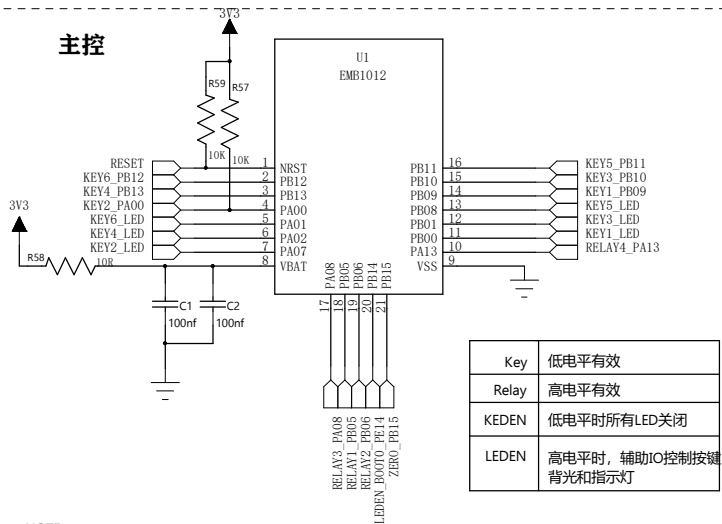 主控
3V3
U1
EMB1012
R59
R57
10K
10K
RESET
KEY6_PB12
KEY4_PB13
KEY2_PA00
KEY6_LED
KEY4_LED
KEY2_LED
1
2
3
4
5
6
7
8
NRST
PB12
PB13
PA00
PA01
PA02
PA07
VBAT
PB11
PB10
PB09
PB08
PB01
PB00
PA13
VSS
16
15
14
13
12
11
10
9
KEY5_PB11
KEY3_PB10
KEY1_PB09
KEY5_LED
KEY3_LED
KEY1_LED
RELAY4_PA13
3V3
R58
10R
C1
100nf
C2
100nf
PA08
PB05
PB06
PB14
PB15
17
18
19
20
21
RELAY3_PA08
RELAY1_PB05
RELAY2_PB06
LEDEN_BOOT0_PE14
ZERO_PB15
Key 低电平有效
Relay 高电平有效
KEDEN 低电平时所有LED关闭
LEDEN 高电平时，辅助IO控制按键
背光和指示灯